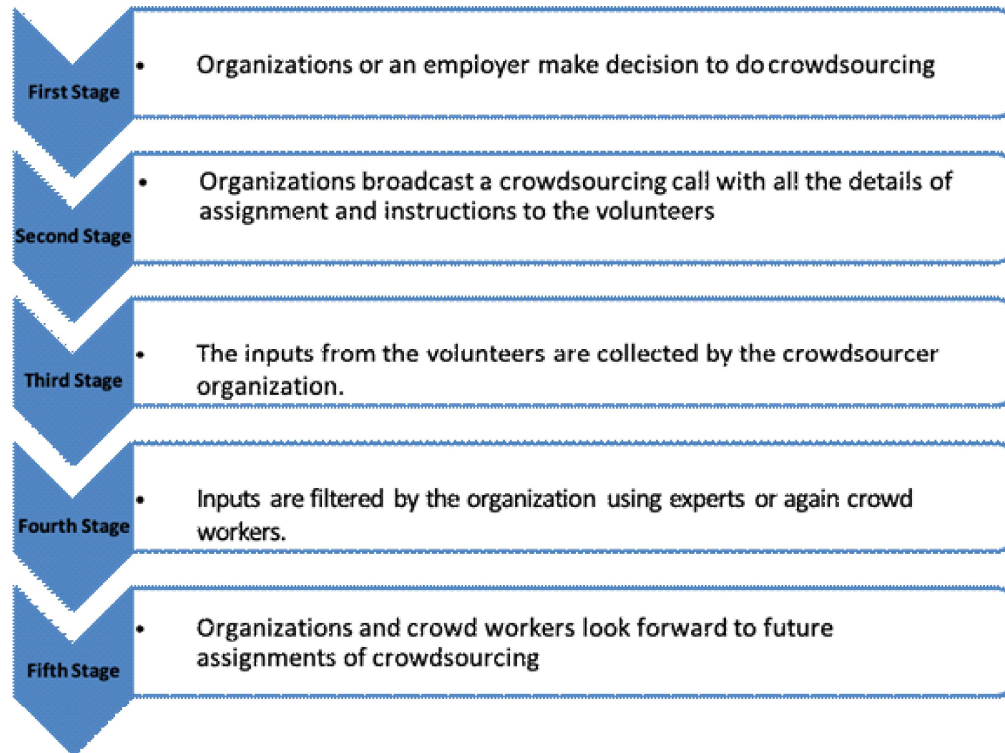 First Stage
• Organizations or an employer make decision to do crowdsourcing
Second Stage
• Organizations broadcast a crowdsourcing call with all the details of
assignment and instructions to the volunteers
Third Stage
• The inputs from the volunteers are collected by the crowdsourcer
organization.
Fourth Stage
• Inputs are filtered by the organization using experts or again crowd
workers.
Fifth Stage
• Organizations and crowd workers look forward to future
assignments of crowdsourcing